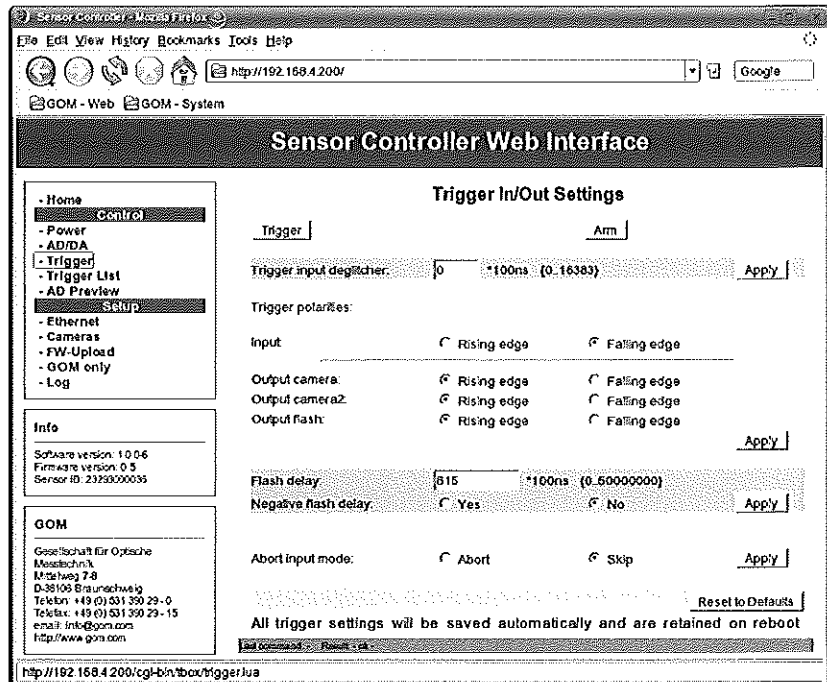 Sensor Controller - Mozilla Firefox
File Edit View History Bookmarks Tools Help
http://192.168.4.200/
Google
GOM - Web GOM - System
Sensor Controller Web Interface
- Home
Control
- Power
- AD/DA
- Trigger
- Trigger List
- AD Preview
Setup
- Ethernet
- Cameras
- FW-Upload
- GOM only
- Log
Info
Software version: 1.0.0-6
Firmware version: 0.5
Sensor ID: 23293000036
GOM
Gesellschaft für Optische
Messtechnik
Mittelweg 7-8
D-38106 Braunschweig
Telefon: +49 (0) 531 390 29 - 0
Telefax: +49 (0) 531 390 29 - 15
email: info@gom.com
http://www.gom.com
Trigger In/Out Settings
Trigger Arm
Trigger input deglitcher: 0 *100ns {0..16383} Apply
Trigger polarities:
Input Rising edge Falling edge
Output camera: Rising edge Falling edge
Output camera2: Rising edge Falling edge
Output flash: Rising edge Falling edge
Apply
Flash delay: 615 *100ns {0..50000000}
Negative flash delay: Yes No Apply
Abort input mode: Abort Skip Apply
Reset to Defaults
All trigger settings will be saved automatically and are retained on reboot
Last command: - Result: - ok -
http://192.168.4.200/cgi-bin/tbox/trigger.lua